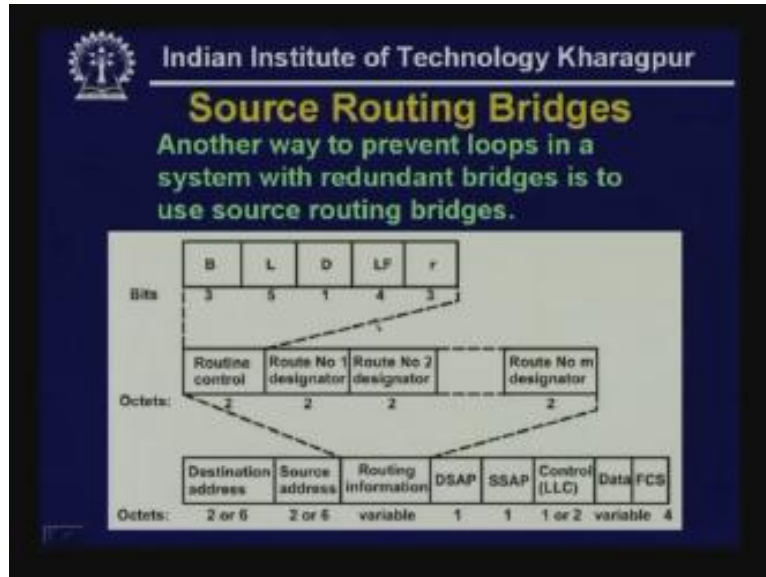 Indian Institute of Technology Kharagpur
Source Routing Bridges
Another way to prevent loops in a
system with redundant bridges is to
use source routing bridges.
B L D LF r
Bits 3 5 1 4 3
Routine Route No 1 Route No 2 Route No m
control designator designator designator
Octets: 2 2 2 2
Destination Source Routing DSAP SSAP Control Data FCS
address address information (LLC)
Octets: 2 or 6 2 or 6 variable 1 1 1 or 2 variable 4